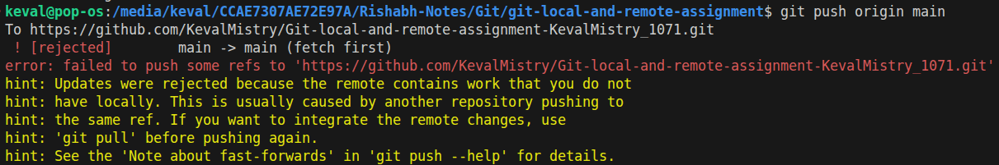 keval@pop-os:/media/keval/CCAE7307AE72E97A/Rishabh-Notes/Git/git-local-and-remote-assignment$ git push origin main
To https://github.com/KevalMistry/Git-local-and-remote-assignment-KevalMistry_1071.git
 ! [rejected]        main -> main (fetch first)
error: failed to push some refs to 'https://github.com/KevalMistry/Git-local-and-remote-assignment-KevalMistry_1071.git'
hint: Updates were rejected because the remote contains work that you do not
hint: have locally. This is usually caused by another repository pushing to
hint: the same ref. If you want to integrate the remote changes, use
hint: 'git pull' before pushing again.
hint: See the 'Note about fast-forwards' in 'git push --help' for details.